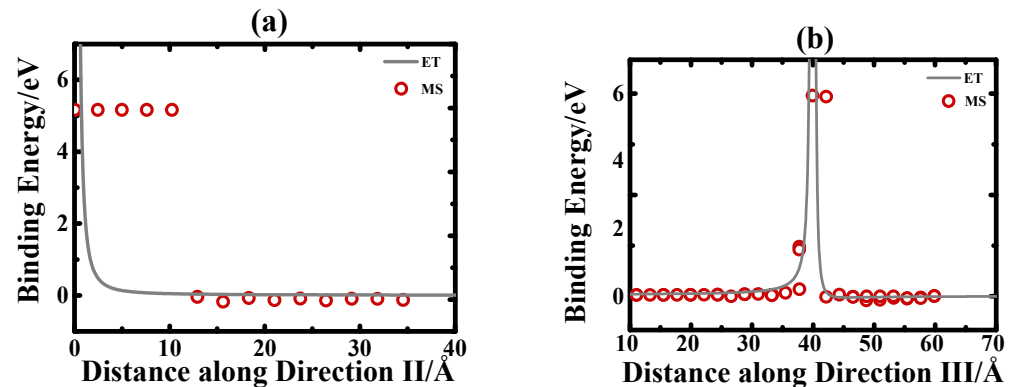 (a)
Binding Energy/eV
6
4
2
0
ET
MS
0 10 20 30 40
Distance along Direction II/Å
(b)
Binding Energy/eV
6
4
2
0
ET
MS
10 20 30 40 50 60 70
Distance along Direction III/Å